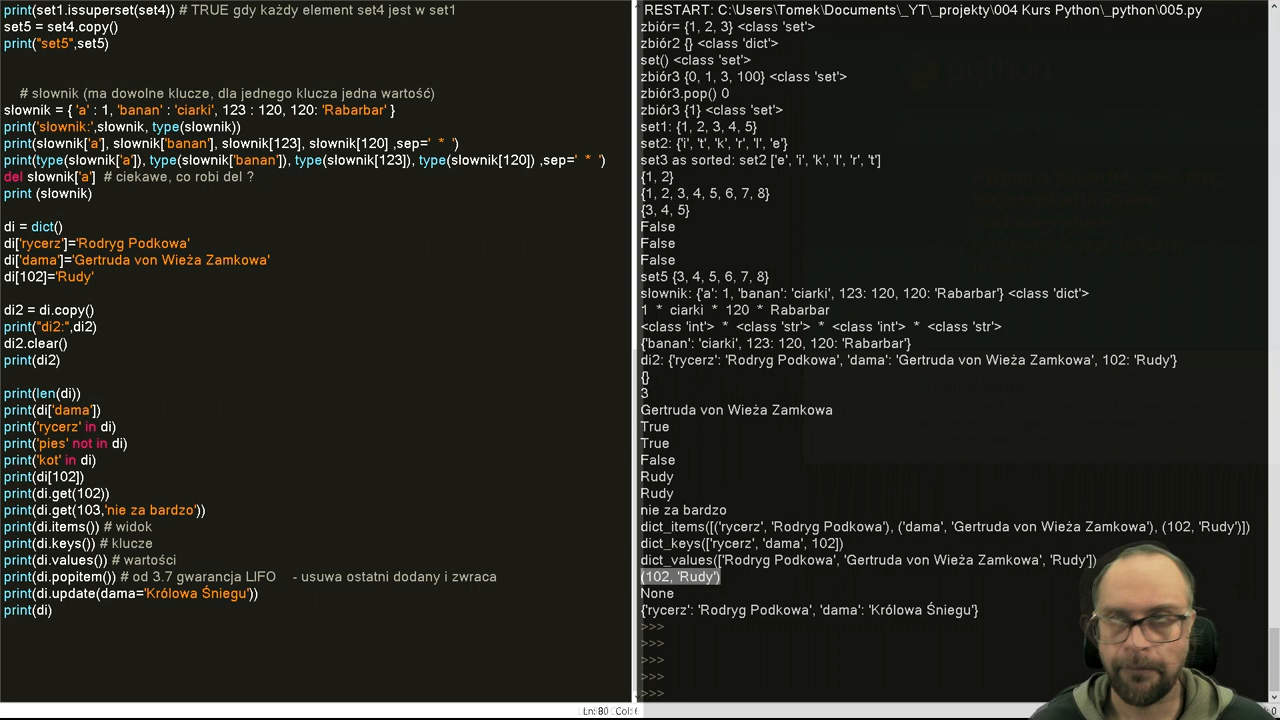 print(set1.issuperset(set4)) # TRUE gdy każdy element set4 jest w set1
set5 = set4.copy()
print("set5",set5)
# slownik (ma dowolne klucze, dla jednego klucza jedna wartość)
slownik = { 'a' : 1, 'banan' : 'ciarki', 123 : 120, 120: 'Rabarbar' }
print('slownik:',slownik, type(slownik))
print(slownik['a'], slownik['banan'], slownik[123], slownik[120] ,sep=' * ')
print(type(slownik['a']), type(slownik['banan']), type(slownik[123]), type(slownik[120]) ,sep=' * ')
del slownik['a'] # ciekawe, co robi del ?
print (slownik)
di = dict()
di['rycerz']='Rodryg Podkowa'
di['dama']='Gertruda von Wieża Zamkowa'
di[102]='Rudy'
di2 = di.copy()
print("di2:",di2)
di2.clear()
print(di2)
print(len(di))
print(di['dama'])
print('rycerz' in di)
print('pies' not in di)
print('kot' in di)
print(di[102])
print(di.get(102))
print(di.get(103,'nie za bardzo'))
print(di.items()) # widok
print(di.keys()) # klucze
print(di.values()) # wartości
print(di.popitem()) # od 3.7 gwarancja LIFO - usuwa ostatni dodany i zwraca
print(di.update(dama='Królowa Śniegu'))
print(di)
Ln: 80 Col: 6
RESTART: C:\Users\Tomek\Documents\_YT\_projekty\004 Kurs Python\_python\005.py
zbiór= {1, 2, 3} <class 'set'>
zbiór2 {} <class 'dict'>
set() <class 'set'>
zbiór3 {0, 1, 3, 100} <class 'set'>
zbiór3.pop() 0
zbiór3 {1} <class 'set'>
set1: {1, 2, 3, 4, 5}
set2: {'i', 't', 'k', 'r', 'l', 'e'}
set3 as sorted: set2 ['e', 'i', 'k', 'l', 'r', 't']
{1, 2}
{1, 2, 3, 4, 5, 6, 7, 8}
{3, 4, 5}
False
False
False
set5 {3, 4, 5, 6, 7, 8}
slownik: {'a': 1, 'banan': 'ciarki', 123: 120, 120: 'Rabarbar'} <class 'dict'>
1 * ciarki * 120 * Rabarbar
<class 'int'> * <class 'str'> * <class 'int'> * <class 'str'>
{'banan': 'ciarki', 123: 120, 120: 'Rabarbar'}
di2: {'rycerz': 'Rodryg Podkowa', 'dama': 'Gertruda von Wieża Zamkowa', 102: 'Rudy'}
{}
3
Gertruda von Wieża Zamkowa
True
True
False
Rudy
Rudy
nie za bardzo
dict_items([('rycerz', 'Rodryg Podkowa'), ('dama', 'Gertruda von Wieża Zamkowa'), (102, 'Rudy')])
dict_keys(['rycerz', 'dama', 102])
dict_values(['Rodryg Podkowa', 'Gertruda von Wieża Zamkowa', 'Rudy'])
(102, 'Rudy')
None
{'rycerz': 'Rodryg Podkowa', 'dama': 'Królowa Śniegu'}
>>>
>>>
>>>
>>>
>>>